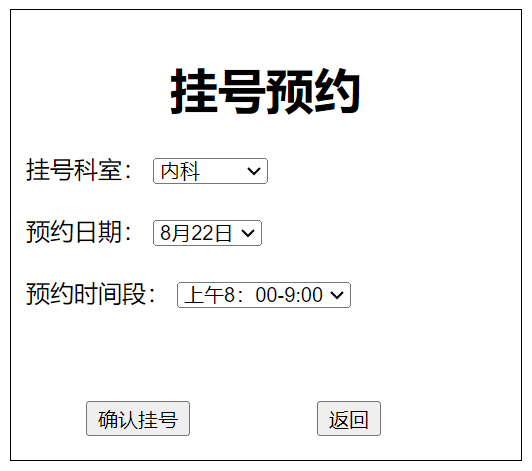 挂号预约
挂号科室： 内科
预约日期： 8月22日
预约时间段： 上午8：00-9:00
确认挂号 返回